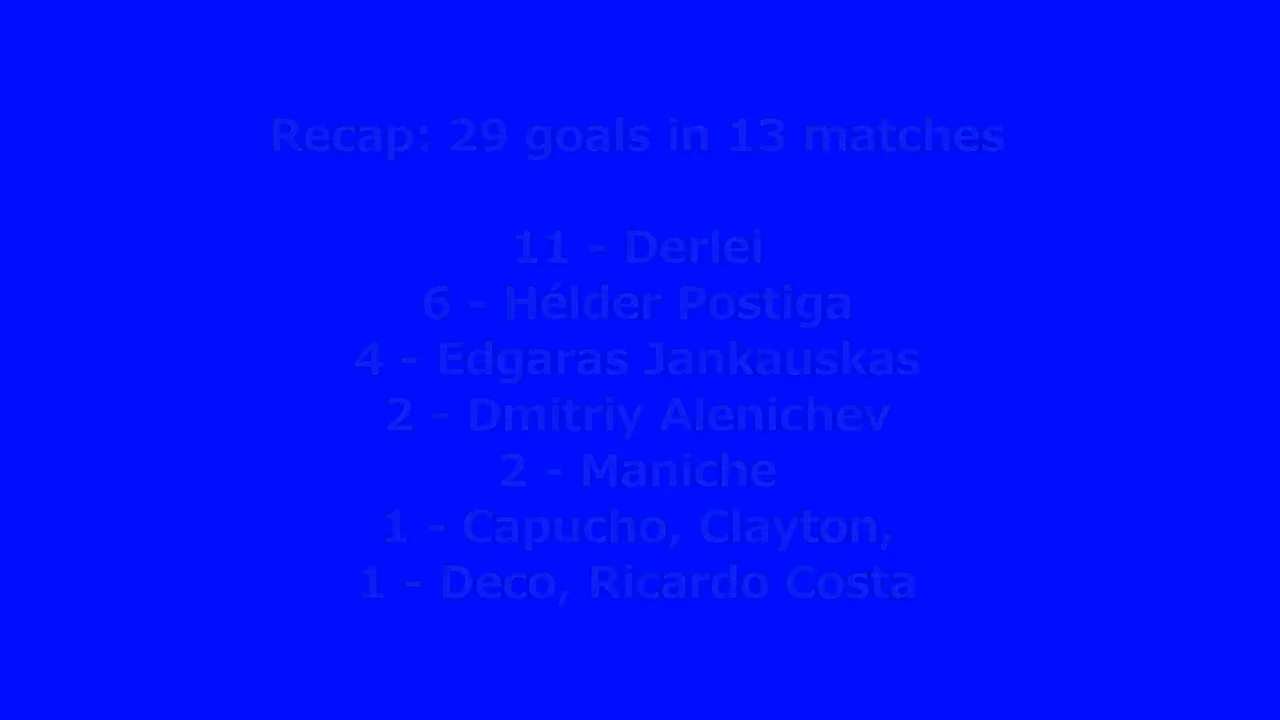 Recap: 29 goals in 13 matches
11 - Derlei
6 - Hélder Postiga
4 - Edgaras Jankauskas
2 - Dmitriy Alenichev
2 - Maniche
1 - Capucho, Clayton,
1 - Deco, Ricardo Costa